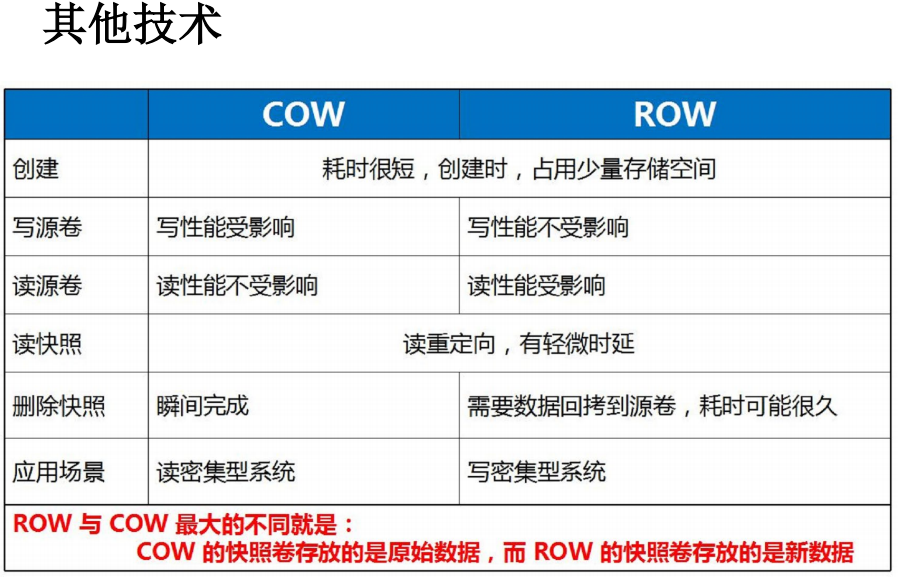 其他技术
COW ROW
创建 耗时很短，创建时，占用少量存储空间
写源卷 写性能受影响 写性能不受影响
读源卷 读性能不受影响 读性能受影响
读快照 读重定向，有轻微时延
删除快照 瞬间完成 需要数据回拷到源卷，耗时可能很久
应用场景 读密集型系统 写密集型系统
ROW 与 COW 最大的不同就是：
COW 的快照卷存放的是原始数据，而 ROW 的快照卷存放的是新数据